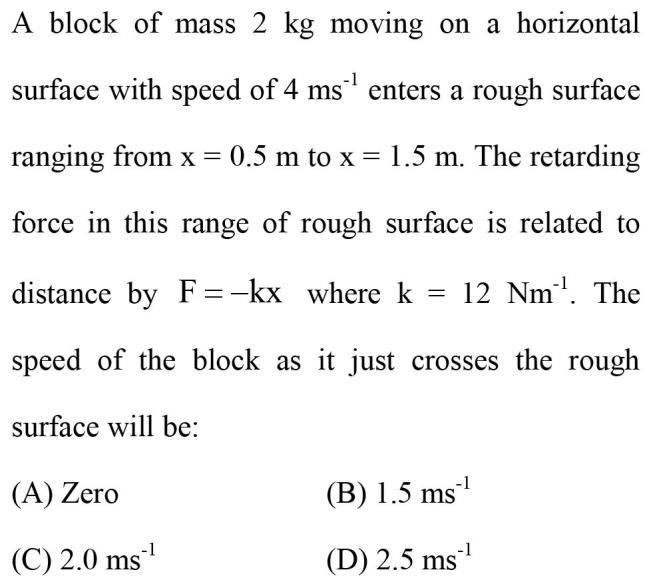 A block of mass 2 kg moving on a horizontal
surface with speed of 4 ms⁻¹ enters a rough surface
ranging from x = 0.5 m to x = 1.5 m. The retarding
force in this range of rough surface is related to
distance by F = −kx where k = 12 Nm⁻¹. The
speed of the block as it just crosses the rough
surface will be:
(A) Zero (B) 1.5 ms⁻¹
(C) 2.0 ms⁻¹ (D) 2.5 ms⁻¹